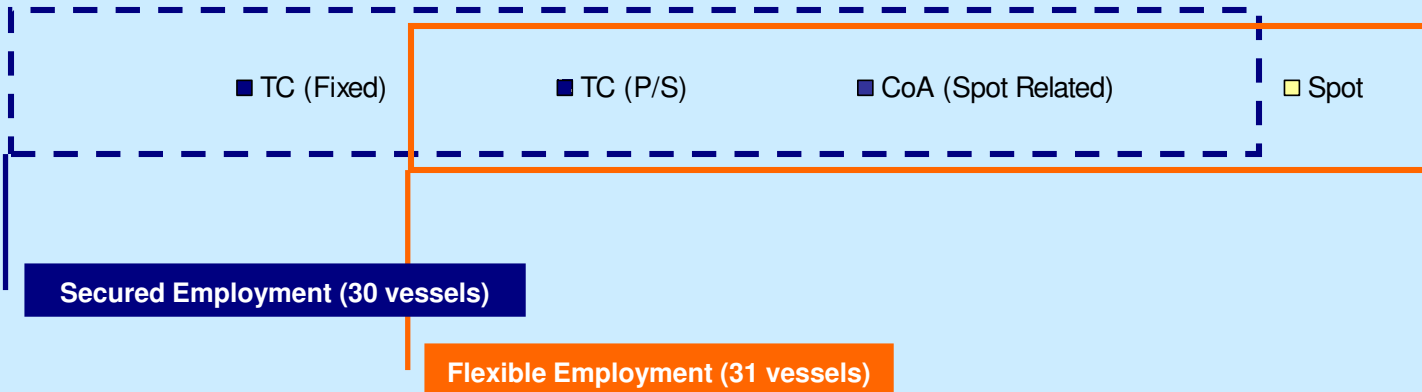 TC (Fixed) TC (P/S) CoA (Spot Related) Spot
Secured Employment (30 vessels)
Flexible Employment (31 vessels)